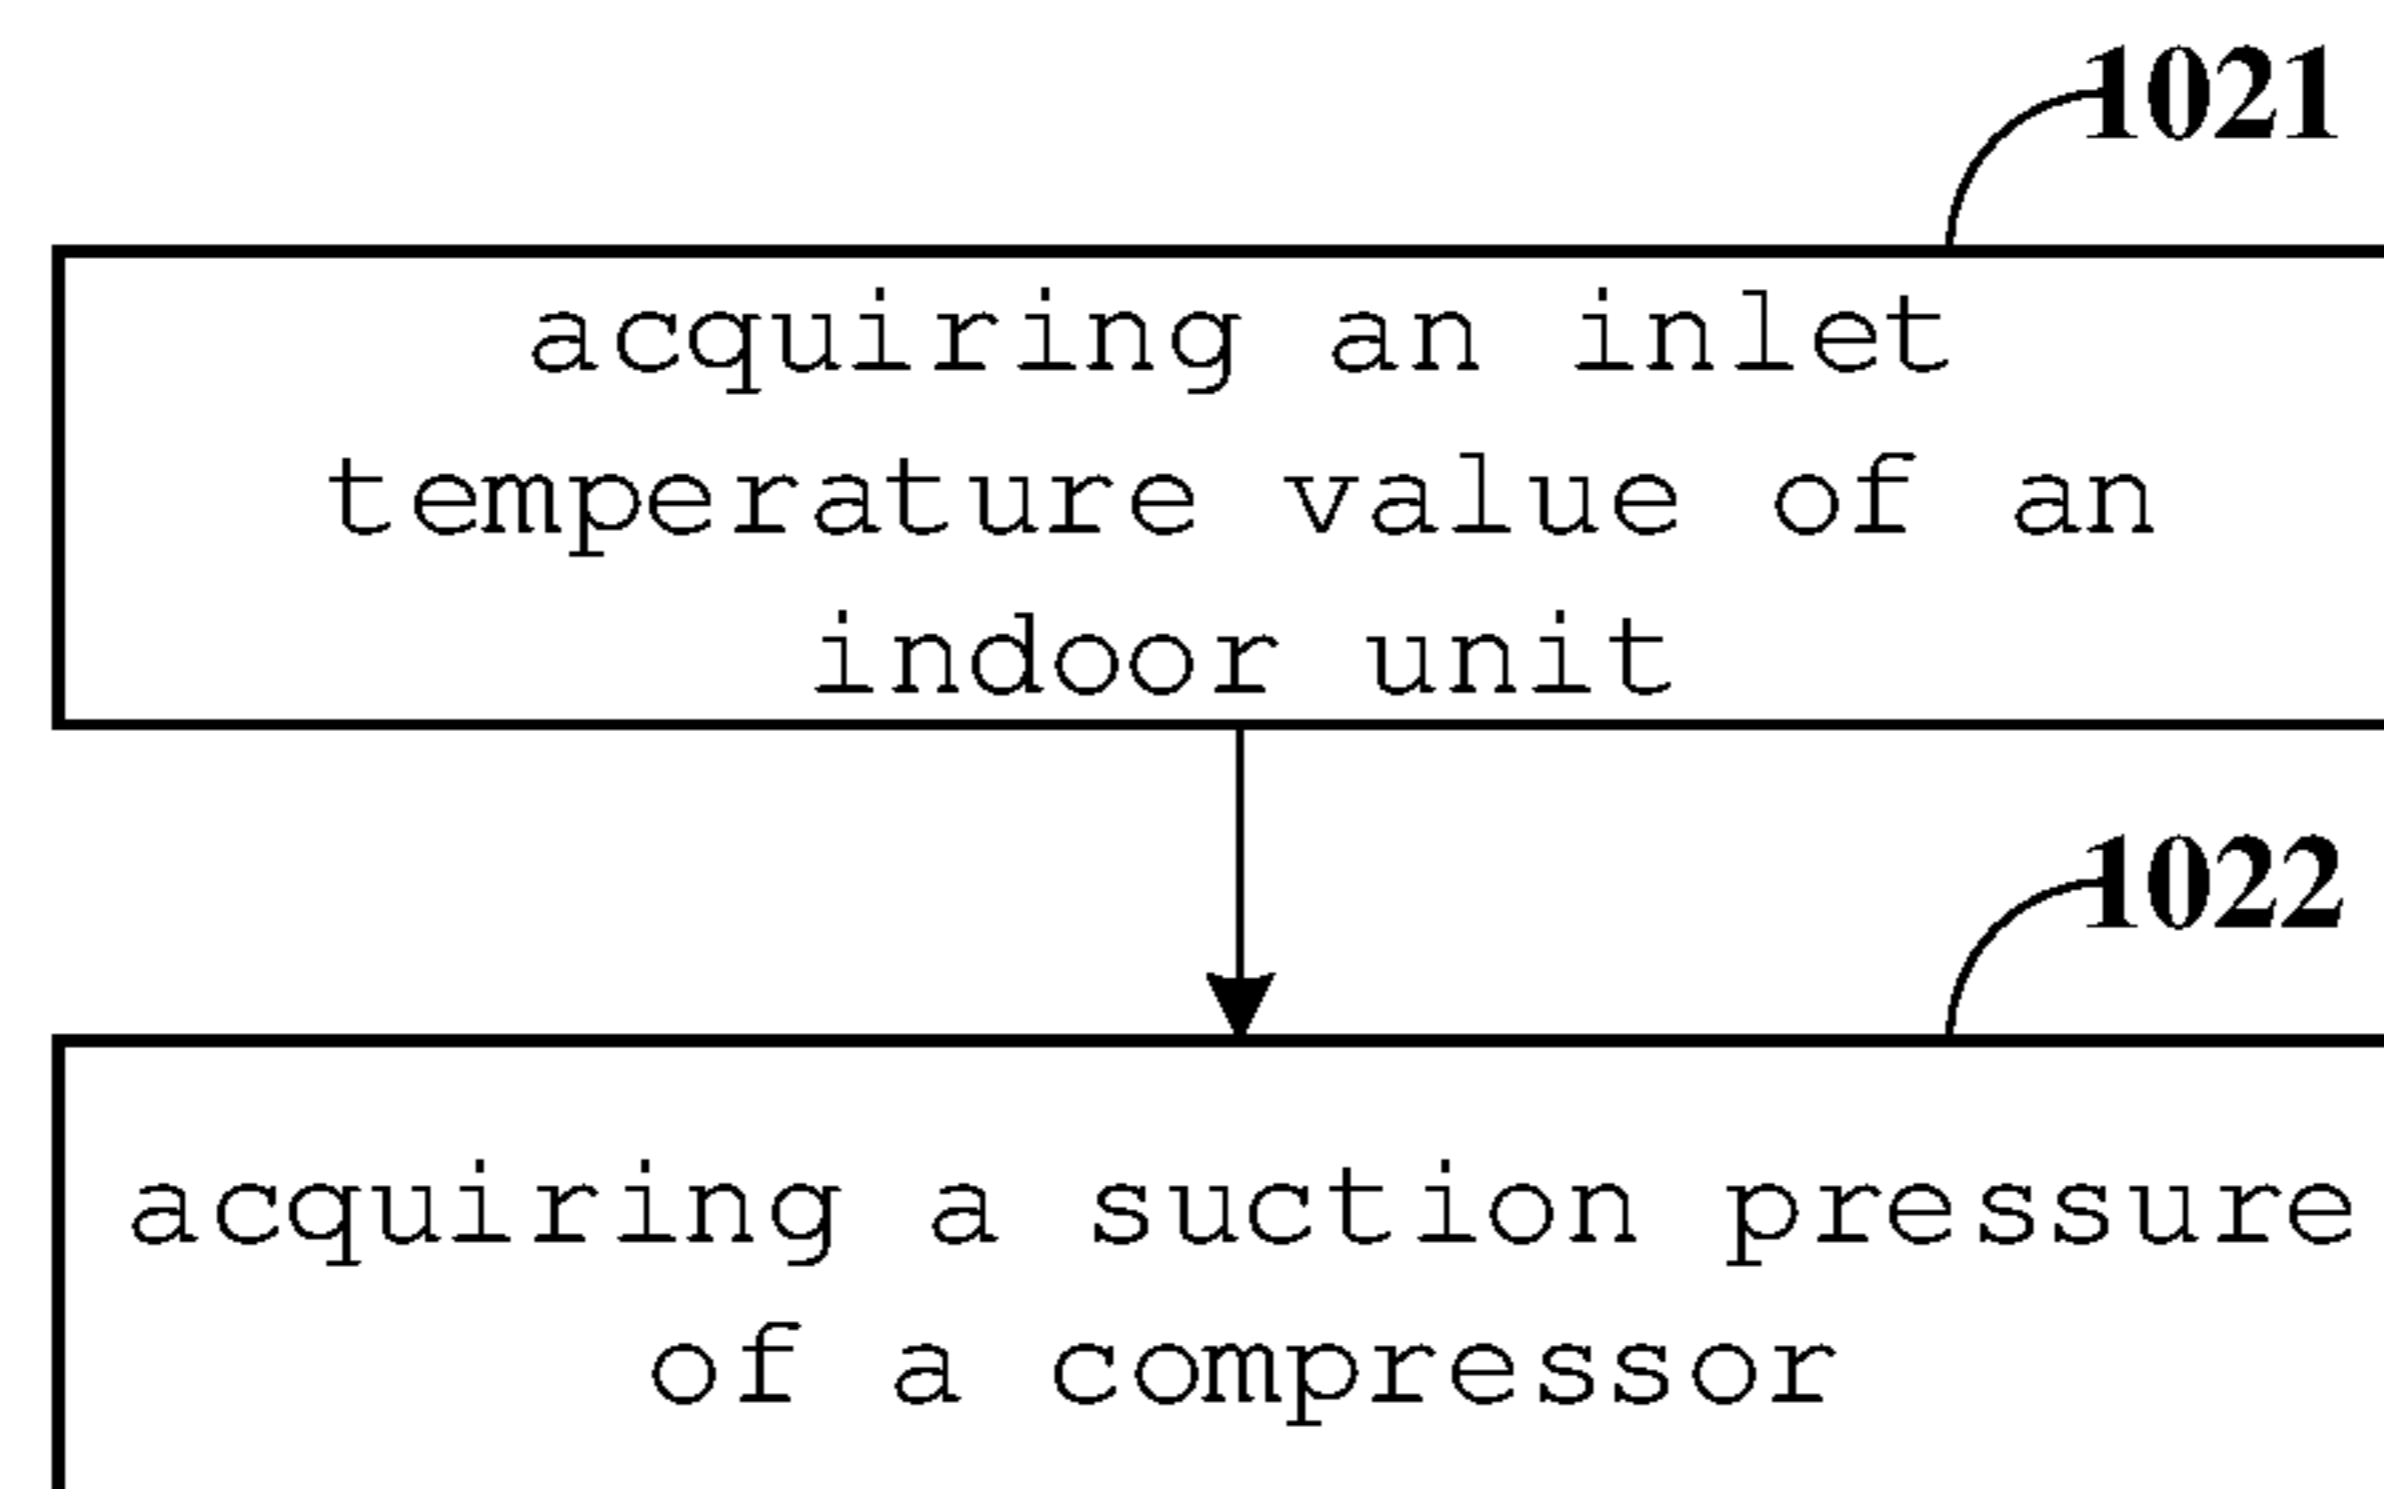 1021
acquiring an inlet
temperature value of an
indoor unit
1022
acquiring a suction pressure
of a compressor